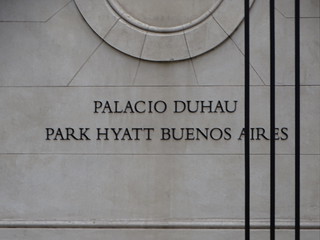 PALACIO DUHAU
PARK HYATT BUENOS AIRES